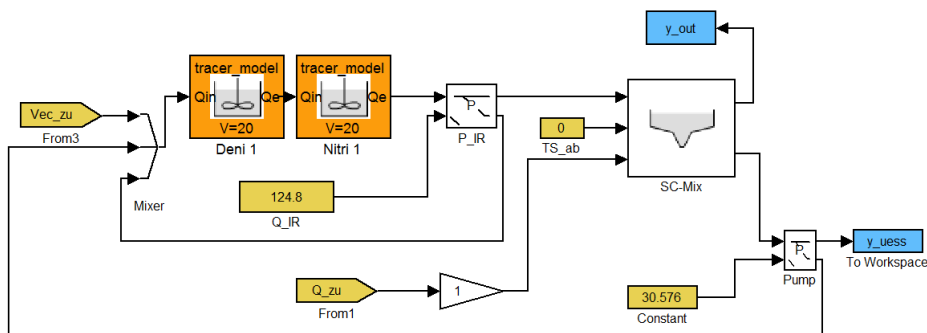 y_out
tracer_model
tracer_model
Vec_zu
From3
Qin
Qe
Qin
Qe
V=20
V=20
Deni 1
Nitri 1
P
P_IR
0
TS_ab
SC-Mix
Mixer
124.8
Q_IR
Q_zu
From1
1
30.576
Constant
P
Pump
y_uess
To Workspace